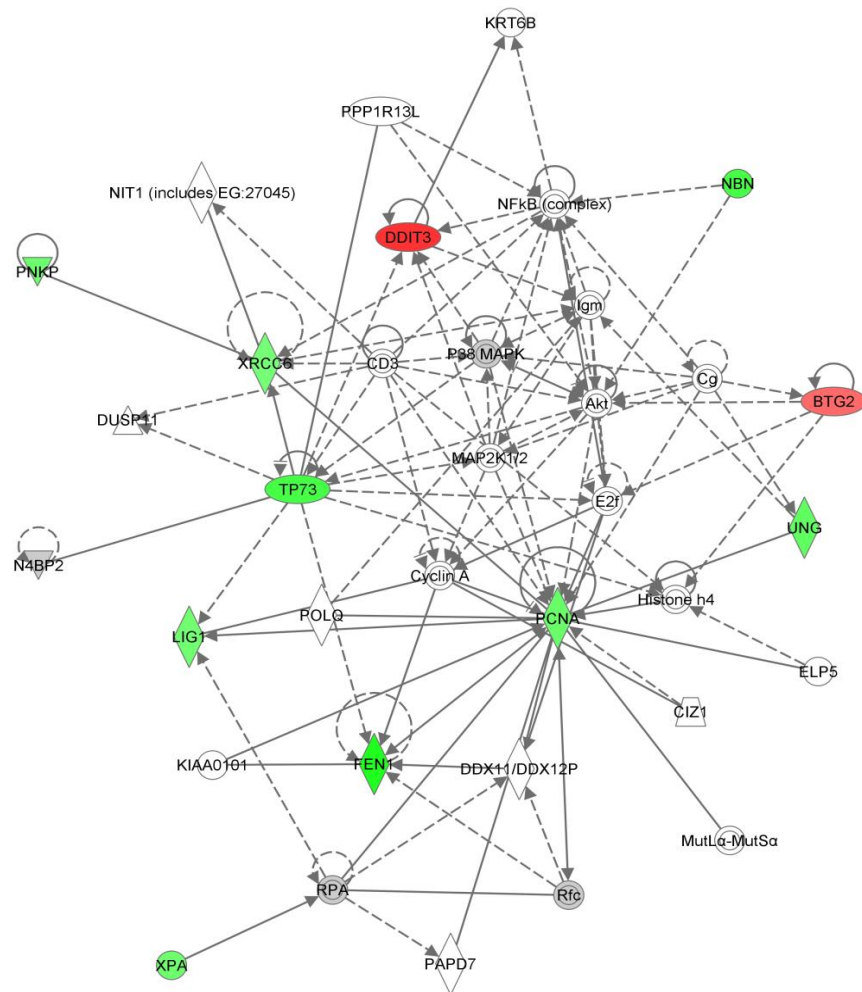 KRT6B
PPP1R13L
NIT1 (includes EG:27045)
NBN
NFkB (complex)
DDIT3
PNKP
Igm
XRCC6
CD3
P38 MAPK
Cg
Akt
BTG2
DUSP11
MAP2K1/2
TP73
E2f
UNG
N4BP2
Cyclin A
Histone h4
POLQ
PCNA
LIG1
ELP5
CIZ1
KIAA0101
FEN1
DDX11/DDX12P
MutLα-MutSα
RPA
Rfc
XPA
PAPD7